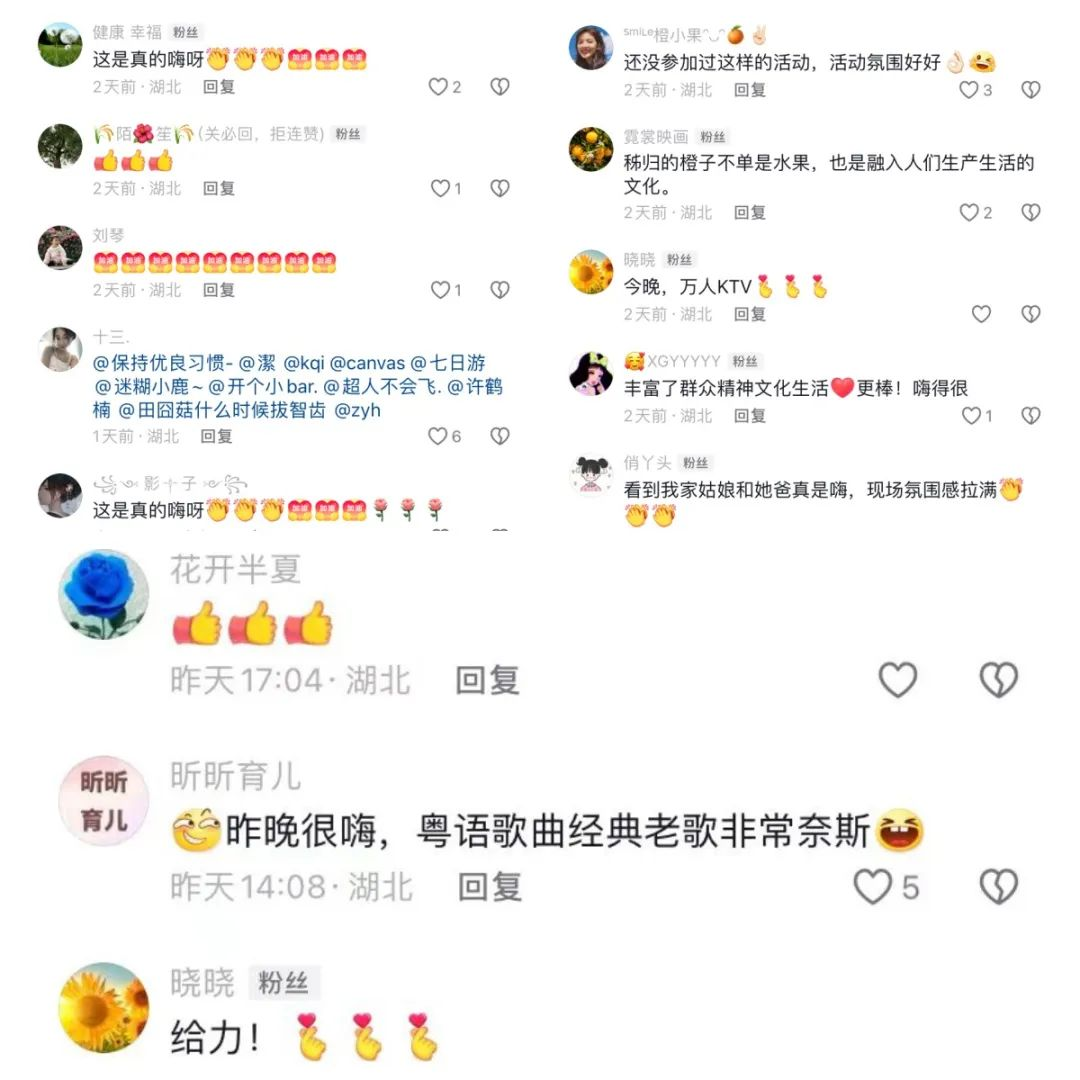 健康 幸福 粉丝
这是真的嗨呀👏👏👏加油加油加油
2天前·湖北 回复 2
🌾陌🌺笙🌾(关必回，拒连赞) 粉丝
👍👍👍
2天前·湖北 回复 1
刘琴
加油加油加油加油加油加油加油加油加油
2天前·湖北 回复 1
十三.
@保持优良习惯- @潔 @kqi @canvas @七日游
@迷糊小鹿~ @开个小bar. @超人不会飞. @许鹤
楠 @田囧菇什么时候拔智齿 @zyh
1天前·湖北 回复 6
影十子
这是真的嗨呀👏👏👏加油加油加油🌹🌹🌹
ˢᵐⁱᴸᵉ橙小果◠◡◠🍊✌🏻
还没参加过这样的活动，活动氛围好好👌🏻😆
2天前·湖北 回复 3
霓裳映画 粉丝
秭归的橙子不单是水果，也是融入人们生产生活的
文化。
2天前·湖北 回复 2
晓晓 粉丝
今晚，万人KTV
2天前·湖北 回复
🥰XGYYYYY 粉丝
丰富了群众精神文化生活❤️更棒！嗨得很
2天前·湖北 回复 1
俏丫头 粉丝
看到我家姑娘和她爸真是嗨，现场氛围感拉满👏
👏👏
花开半夏
👍👍👍
昨天17:04·湖北 回复
昕昕
育儿
昕昕育儿
昨晚很嗨，粤语歌曲经典老歌非常奈斯😆
昨天14:08·湖北 回复 5
晓晓 粉丝
给力！